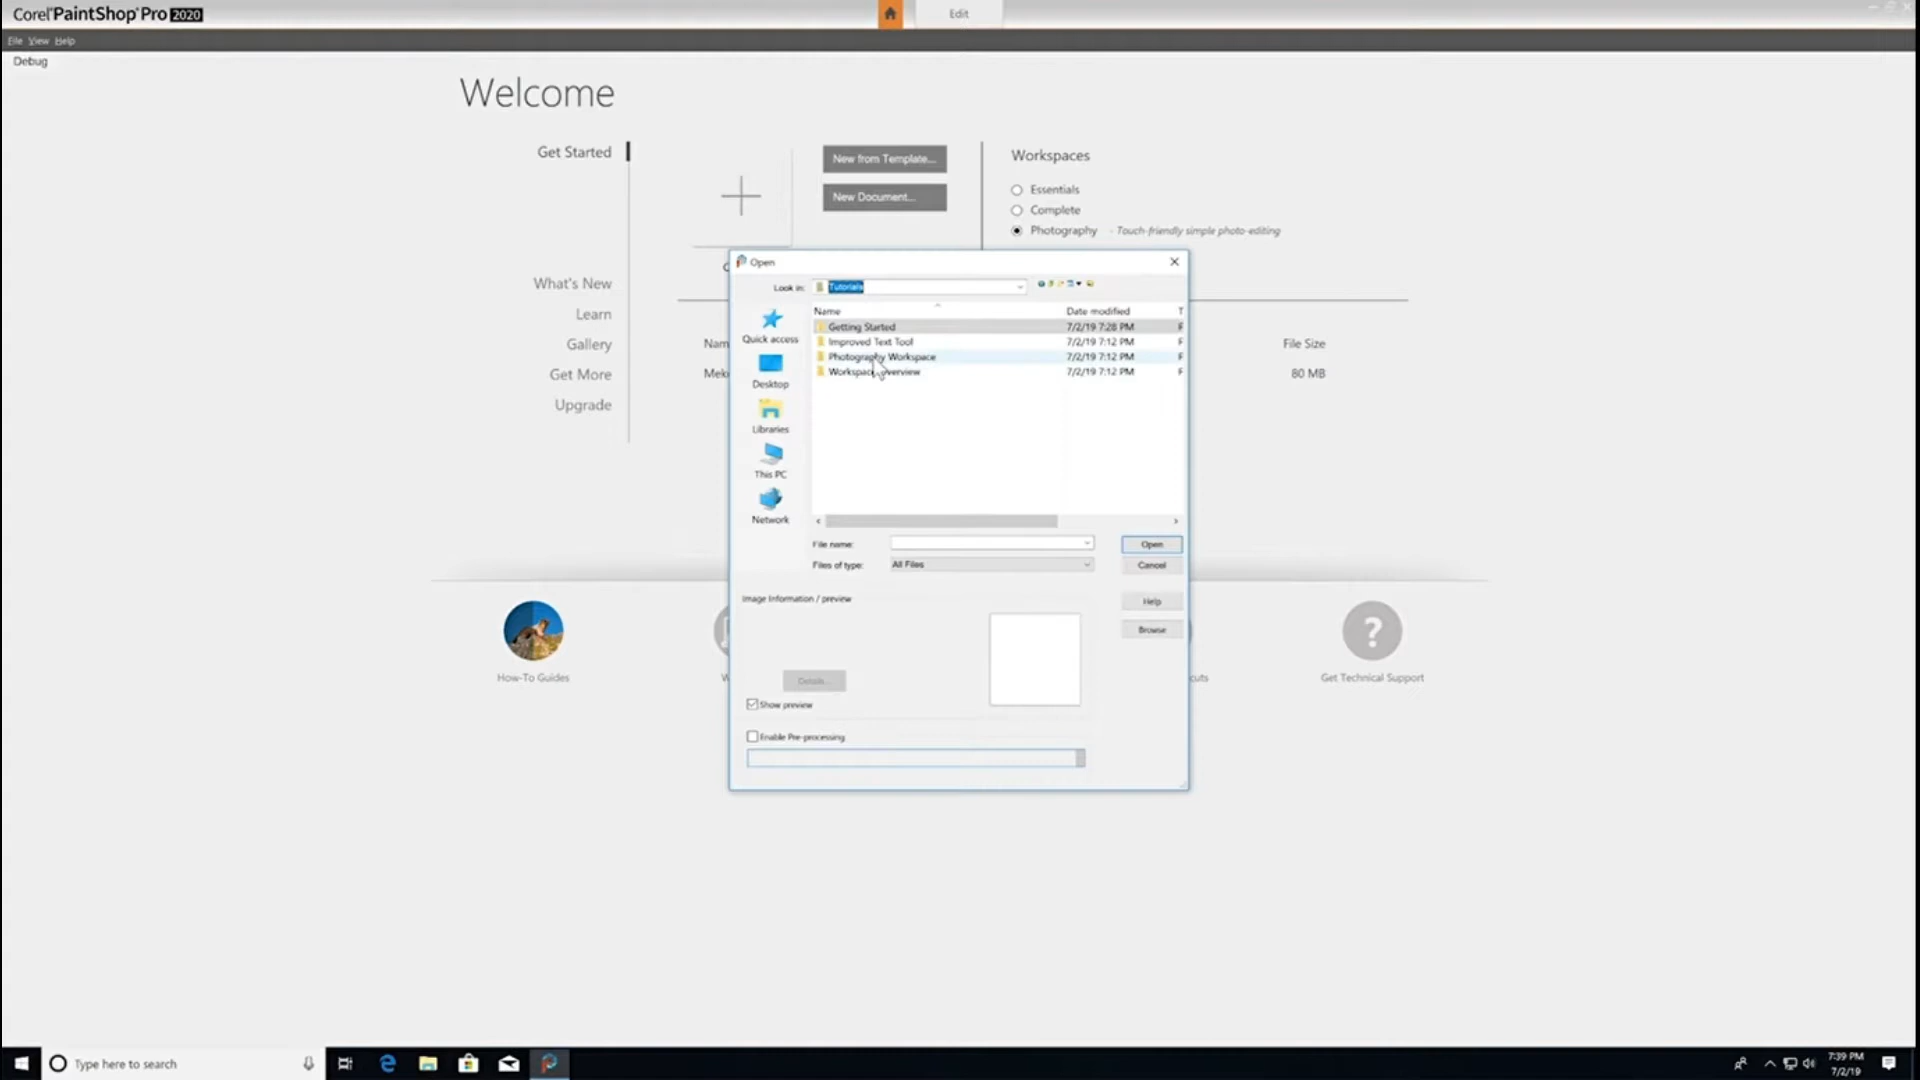 Corel PaintShop Pro 2020
Edit
File View Help
Debug
Welcome
Get Started
What's New
Learn
Gallery
Get More
Upgrade
New from Template...
New Document...
Workspaces
Essentials
Complete
Photography - Touch-friendly simple photo-editing
File Size
80 MB
Open
Look in: Tutorials
Name Date modified T
Getting Started 7/2/19 7:28 PM F
Improved Text Tool 7/2/19 7:12 PM F
Photography Workspace 7/2/19 7:12 PM F
7/2/19 7:12 PM F
Quick access
Desktop
Libraries
This PC
Network
File name:
Open
Files of type: All Files
Cancel
Image Information / preview
Help
Browse
Details...
Show preview
Enable Pre-processing
How-To Guides
Get Technical Support
Type here to search
7:39 PM
7/2/19